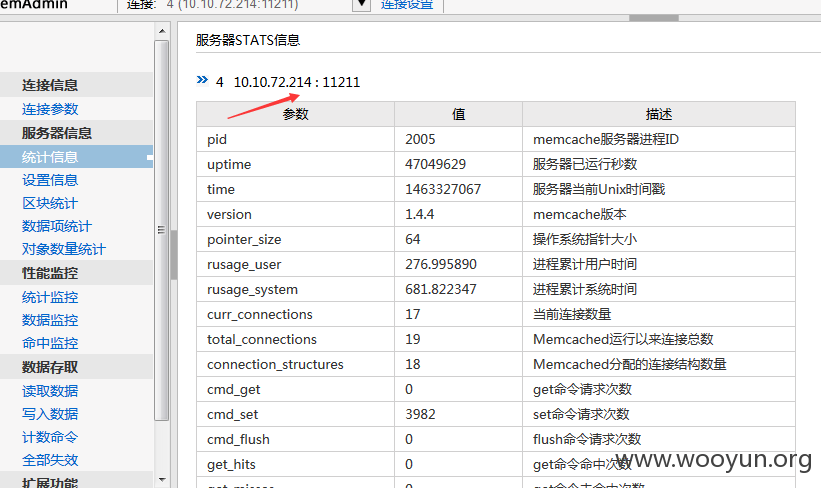 emAdmin
连接: 4 (10.10.72.214:11211) 连接设置
连接信息
连接参数
服务器信息
统计信息
设置信息
区块统计
数据项统计
对象数量统计
性能监控
统计监控
数据监控
命中监控
数据存取
读取数据
写入数据
计数命令
全部失效
扩展功能
服务器STATS信息
4 10.10.72.214 : 11211
参数 值 描述
pid 2005 memcache服务器进程ID
uptime 47049629 服务器已运行秒数
time 1463327067 服务器当前Unix时间戳
version 1.4.4 memcache版本
pointer_size 64 操作系统指针大小
rusage_user 276.995890 进程累计用户时间
rusage_system 681.822347 进程累计系统时间
curr_connections 17 当前连接数量
total_connections 19 Memcached运行以来连接总数
connection_structures 18 Memcached分配的连接结构数量
cmd_get 0 get命令请求次数
cmd_set 3982 set命令请求次数
cmd_flush 0 flush命令请求次数
get_hits 0 get命令命中次数
get_misses 0 get命令未命中次数
www.wooyun.org